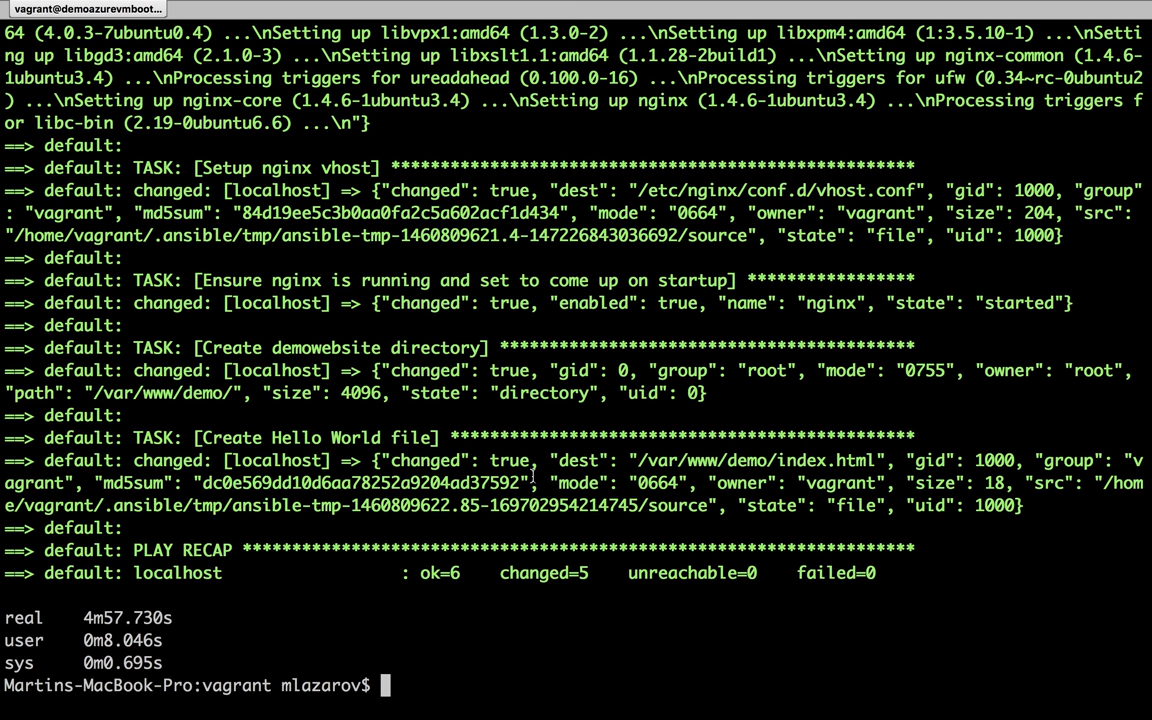 vagrant@demoazurevmboot...
64 (4.0.3-7ubuntu0.4) ...\nSetting up libvpx1:amd64 (1.3.0-2) ...\nSetting up libxpm4:amd64 (1:3.5.10-1) ...\nSetti
ng up libgd3:amd64 (2.1.0-3) ...\nSetting up libxslt1.1:amd64 (1.1.28-2build1) ...\nSetting up nginx-common (1.4.6-
1ubuntu3.4) ...\nProcessing triggers for ureadahead (0.100.0-16) ...\nProcessing triggers for ufw (0.34~rc-0ubuntu2
) ...\nSetting up nginx-core (1.4.6-1ubuntu3.4) ...\nSetting up nginx (1.4.6-1ubuntu3.4) ...\nProcessing triggers f
or libc-bin (2.19-0ubuntu6.6) ...\n"}
==> default:
==> default: TASK: [Setup nginx vhost] *****************************************************
==> default: changed: [localhost] => {"changed": true, "dest": "/etc/nginx/conf.d/vhost.conf", "gid": 1000, "group"
: "vagrant", "md5sum": "84d19ee5c3b0aa0fa2c5a602acf1d434", "mode": "0664", "owner": "vagrant", "size": 204, "src":
"/home/vagrant/.ansible/tmp/ansible-tmp-1460809621.4-147226843036692/source", "state": "file", "uid": 1000}
==> default:
==> default: TASK: [Ensure nginx is running and set to come up on startup] *****************
==> default: changed: [localhost] => {"changed": true, "enabled": true, "name": "nginx", "state": "started"}
==> default:
==> default: TASK: [Create demowebsite directory] ******************************************
==> default: changed: [localhost] => {"changed": true, "gid": 0, "group": "root", "mode": "0755", "owner": "root",
"path": "/var/www/demo/", "size": 4096, "state": "directory", "uid": 0}
==> default:
==> default: TASK: [Create Hello World file] ***********************************************
==> default: changed: [localhost] => {"changed": true, "dest": "/var/www/demo/index.html", "gid": 1000, "group": "v
agrant", "md5sum": "dc0e569dd10d6aa78252a9204ad37592", "mode": "0664", "owner": "vagrant", "size": 18, "src": "/hom
e/vagrant/.ansible/tmp/ansible-tmp-1460809622.85-169702954214745/source", "state": "file", "uid": 1000}
==> default:
==> default: PLAY RECAP ********************************************************************
==> default: localhost                  : ok=6    changed=5    unreachable=0    failed=0
real    4m57.730s
user    0m8.046s
sys     0m0.695s
Martins-MacBook-Pro:vagrant mlazarov$